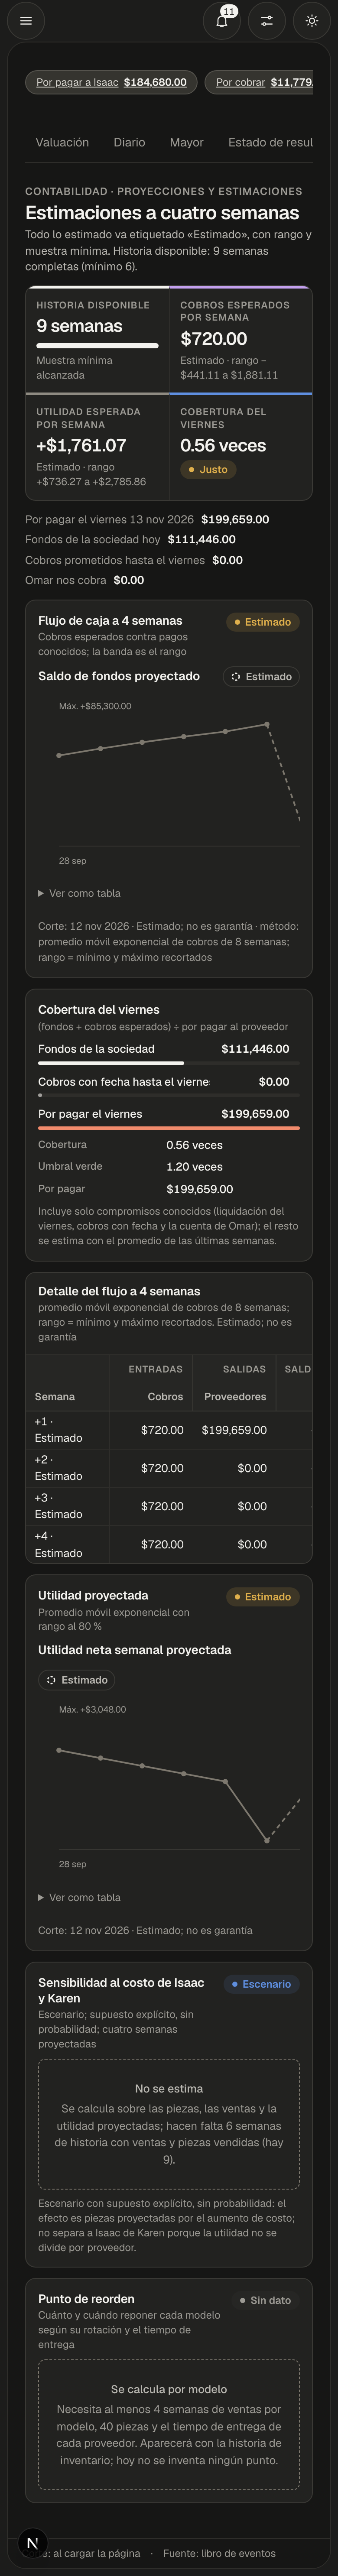 11
Por pagar a Isaac $184,680.00 Por cobrar $11,779
Valuación Diario Mayor Estado de resul
CONTABILIDAD · PROYECCIONES Y ESTIMACIONES
Estimaciones a cuatro semanas
Todo lo estimado va etiquetado «Estimado», con rango y
muestra mínima. Historia disponible: 9 semanas
completas (mínimo 6).
HISTORIA DISPONIBLE
9 semanas
Muestra mínima
alcanzada
COBROS ESPERADOS
POR SEMANA
$720.00
Estimado · rango −
$441.11 a $1,881.11
UTILIDAD ESPERADA
POR SEMANA
+$1,761.07
Estimado · rango
+$736.27 a +$2,785.86
COBERTURA DEL
VIERNES
0.56 veces
Justo
Por pagar el viernes 13 nov 2026 $199,659.00
Fondos de la sociedad hoy $111,446.00
Cobros prometidos hasta el viernes $0.00
Omar nos cobra $0.00
Flujo de caja a 4 semanas
Estimado
Cobros esperados contra pagos
conocidos; la banda es el rango
Saldo de fondos proyectado
Estimado
Máx. +$85,300.00
28 sep
Ver como tabla
Corte: 12 nov 2026 · Estimado; no es garantía · método:
promedio móvil exponencial de cobros de 8 semanas;
rango = mínimo y máximo recortados
Cobertura del viernes
(fondos + cobros esperados) ÷ por pagar al proveedor
Fondos de la sociedad $111,446.00
Cobros con fecha hasta el vierne $0.00
Por pagar el viernes $199,659.00
Cobertura 0.56 veces
Umbral verde 1.20 veces
Por pagar $199,659.00
Incluye solo compromisos conocidos (liquidación del
viernes, cobros con fecha y la cuenta de Omar); el resto
se estima con el promedio de las últimas semanas.
Detalle del flujo a 4 semanas
promedio móvil exponencial de cobros de 8 semanas;
rango = mínimo y máximo recortados. Estimado; no es
garantía
ENTRADAS SALIDAS SALD
Semana Cobros Proveedores
+1 ·
Estimado $720.00 $199,659.00
+2 ·
Estimado $720.00 $0.00
+3 ·
Estimado $720.00 $0.00
+4 ·
Estimado $720.00 $0.00
Utilidad proyectada
Estimado
Promedio móvil exponencial con
rango al 80 %
Utilidad neta semanal proyectada
Estimado
Máx. +$3,048.00
28 sep
Ver como tabla
Corte: 12 nov 2026 · Estimado; no es garantía
Sensibilidad al costo de Isaac
y Karen
Escenario
Escenario; supuesto explícito, sin
probabilidad; cuatro semanas
proyectadas
No se estima
Se calcula sobre las piezas, las ventas y la
utilidad proyectadas; hacen falta 6 semanas
de historia con ventas y piezas vendidas (hay
9).
Escenario con supuesto explícito, sin probabilidad: el
efecto es piezas proyectadas por el aumento de costo;
no separa a Isaac de Karen porque la utilidad no se
divide por proveedor.
Punto de reorden
Sin dato
Cuánto y cuándo reponer cada modelo
según su rotación y el tiempo de
entrega
Se calcula por modelo
Necesita al menos 4 semanas de ventas por
modelo, 40 piezas y el tiempo de entrega de
cada proveedor. Aparecerá con la historia de
inventario; hoy no se inventa ningún punto.
N
al cargar la página · Fuente: libro de eventos